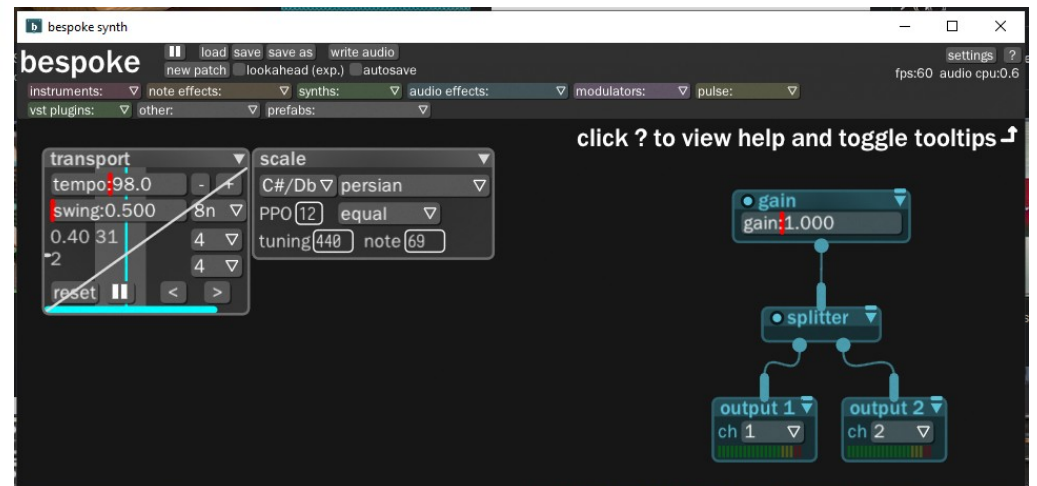 bespoke synth
bespoke
load save save as write audio
new patch lookahead (exp.) autosave
settings ?
fps:60 audio cpu:0.6
instruments: note effects: synths: audio effects: modulators: pulse:
vst plugins: other: prefabs:
click ? to view help and toggle tooltips
transport
tempo:98.0 - +
swing:0.500 8n
0.40 31 4
2 4
reset < >
scale
C#/Db persian
PPO 12 equal
tuning 440 note 69
gain
gain:1.000
splitter
output 1
ch 1
output 2
ch 2